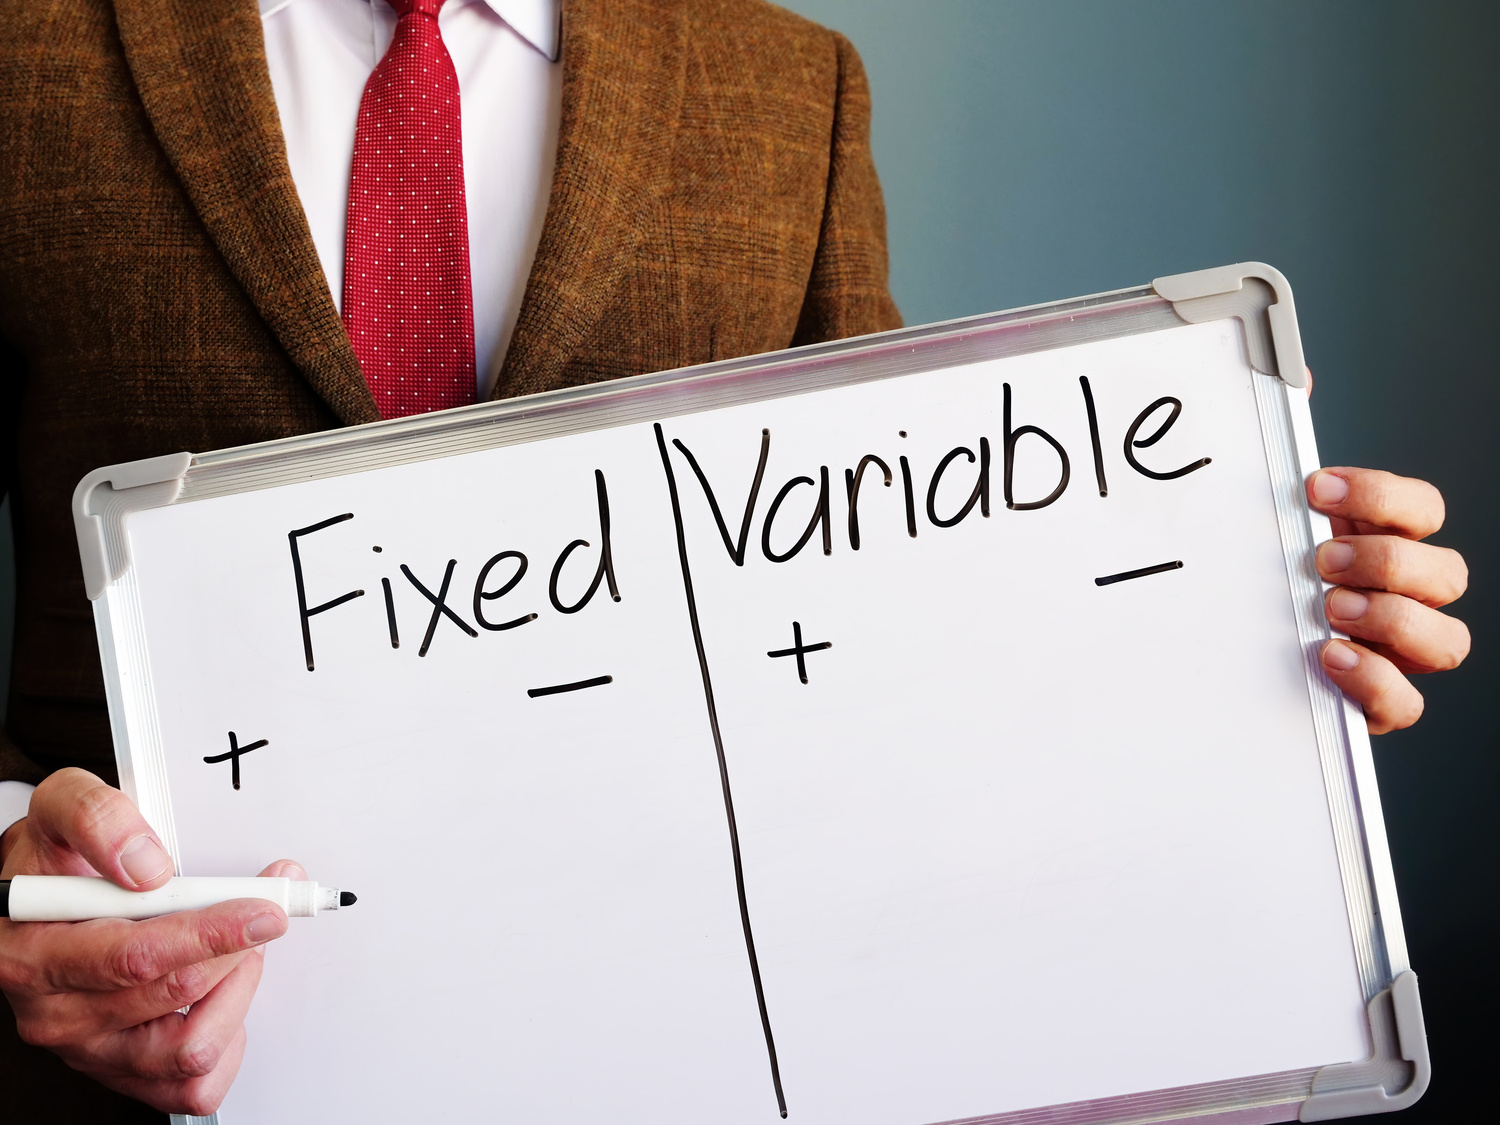 Fixed | Variable
+ − + −